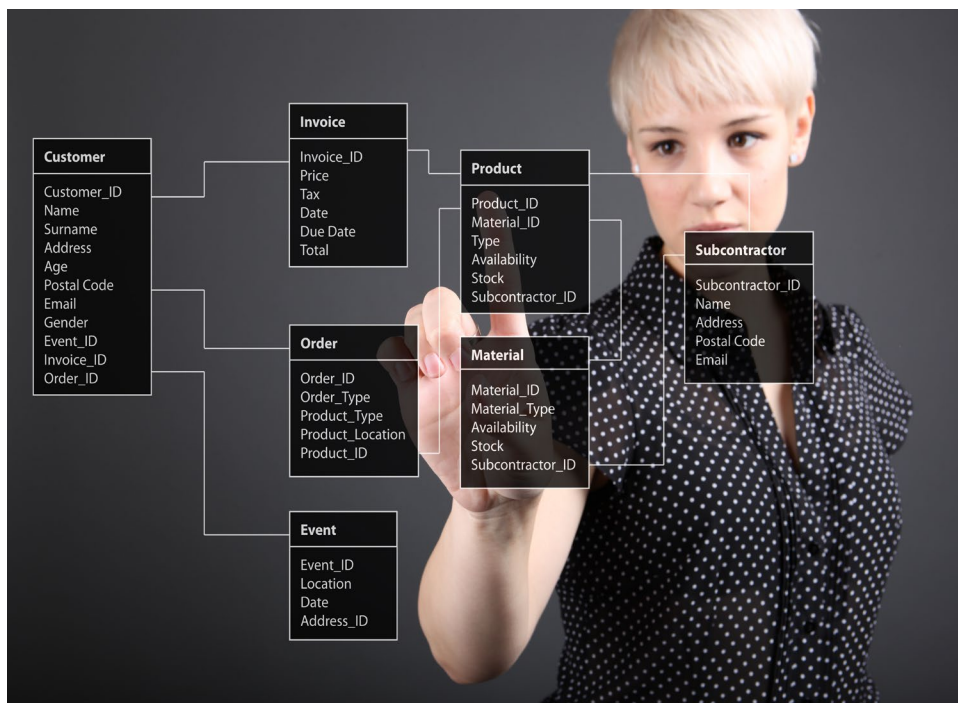 Customer
Customer_ID
Name
Surname
Address
Age
Postal Code
Email
Gender
Event_ID
Invoice_ID
Order_ID
Invoice
Invoice_ID
Price
Tax
Date
Due Date
Total
Order
Order_ID
Order_Type
Product_Type
Product_Location
Product_ID
Event
Event_ID
Location
Date
Address_ID
Product
Product_ID
Material_ID
Type
Availability
Stock
Subcontractor_ID
Material
Material_ID
Material_Type
Availability
Stock
Subcontractor_ID
Subcontractor
Subcontractor_ID
Name
Address
Postal Code
Email